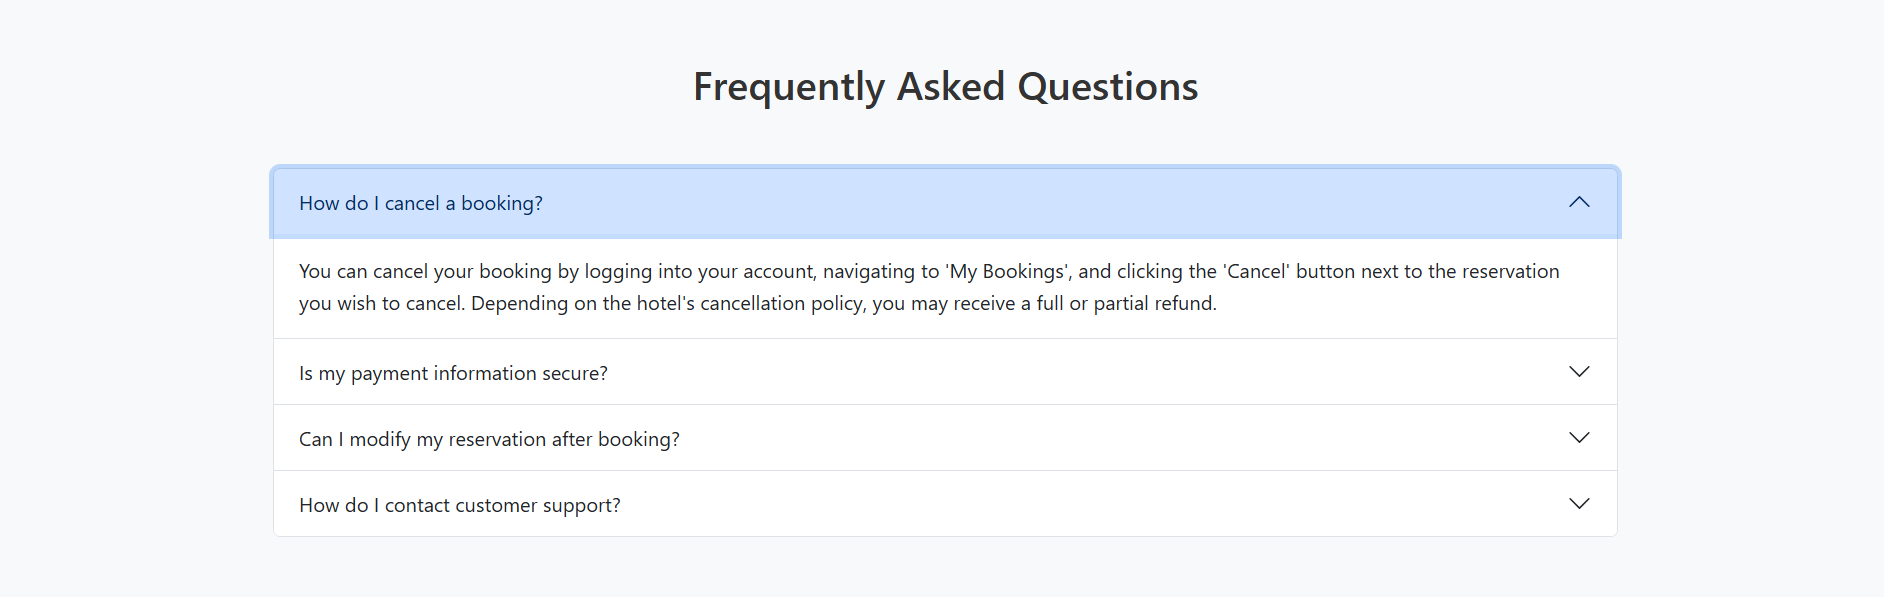 Frequently Asked Questions
How do I cancel a booking?
You can cancel your booking by logging into your account, navigating to 'My Bookings', and clicking the 'Cancel' button next to the reservation
you wish to cancel. Depending on the hotel's cancellation policy, you may receive a full or partial refund.
Is my payment information secure?
Can I modify my reservation after booking?
How do I contact customer support?